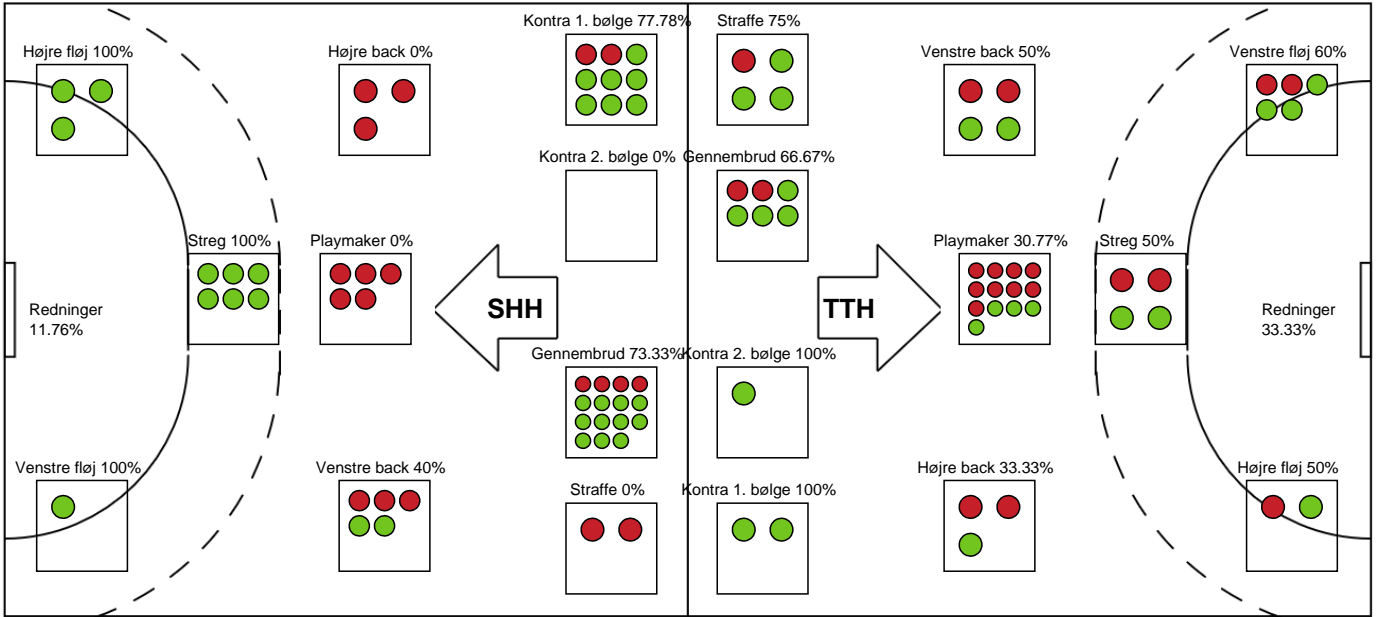 Kontra 1. bølge 77.78%
Straffe 75%
Højre fløj 100%
Højre back 0%
Venstre back 50%
Venstre fløj 60%
Kontra 2. bølge 0%
Gennembrud 66.67%
Streg 100%
Playmaker 0%
Playmaker 30.77%
Streg 50%
Redninger
11.76%
SHH
TTH
Redninger
33.33%
Gennembrud 73.33%
Kontra 2. bølge 100%
Venstre fløj 100%
Venstre back 40%
Straffe 0%
Kontra 1. bølge 100%
Højre back 33.33%
Højre fløj 50%